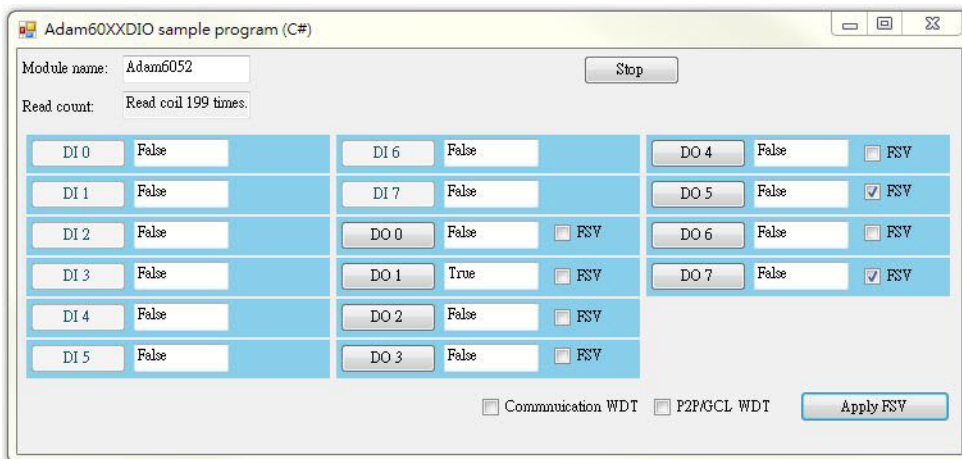 Adam60XXDIO sample program (C#)
Module name: Adam6052 Stop
Read count: Read coil 199 times.
DI 0 False DI 6 False DO 4 False FSV
DI 1 False DI 7 False DO 5 False FSV
DI 2 False DO 0 False FSV DO 6 False FSV
DI 3 False DO 1 True FSV DO 7 False FSV
DI 4 False DO 2 False FSV
DI 5 False DO 3 False FSV
Commnuication WDT P2P/GCL WDT Apply FSV